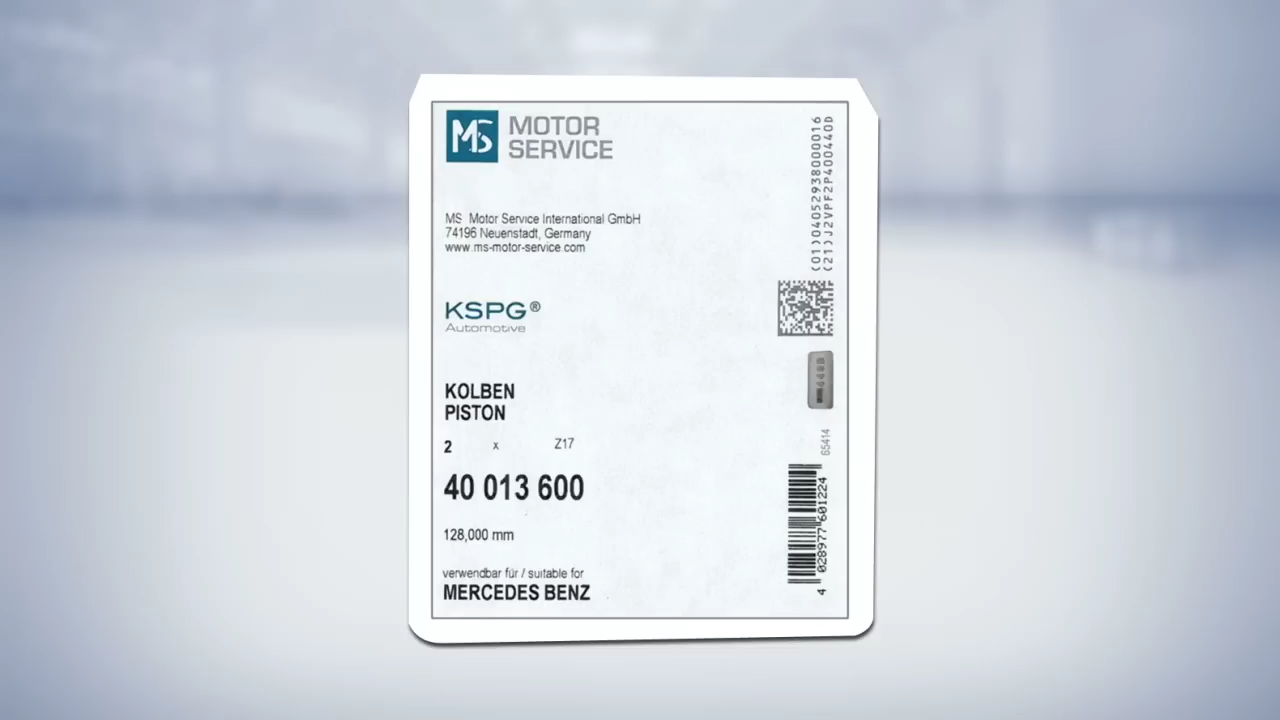 MS MOTOR
SERVICE
MS Motor Service International GmbH
74196 Neuenstadt, Germany
www.ms-motor-service.com
KSPG®
Automotive
KOLBEN
PISTON
2 x Z17
40 013 600
128,000 mm
verwendbar für / suitable for
MERCEDES BENZ
(01)04052938000016
(21)J2VPF2P400440D
65414
4 028977 601224